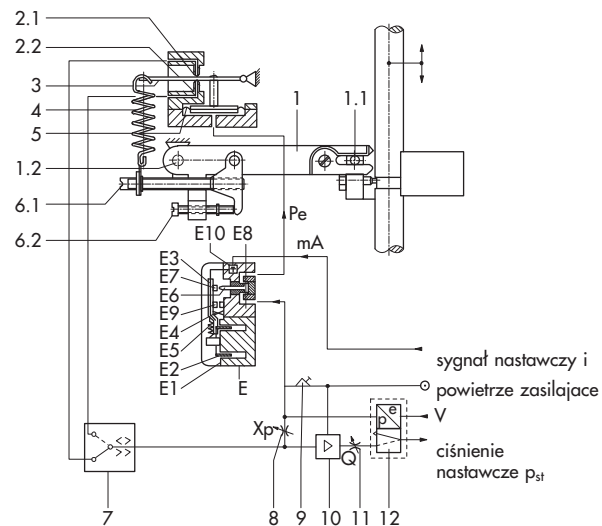 2.1
2.2
3
4
5
1.2
6.1
6.2
1
1.1
Pe
mA
E10 E8
E3
E7
E6
E9
E4
E5
E2
E1
E
sygnał nastawczy i
powietrze zasilajace
V
ciśnienie
nastawcze pst
Xp
Q
e
p
< >
< >
7
8
9
10
11
12